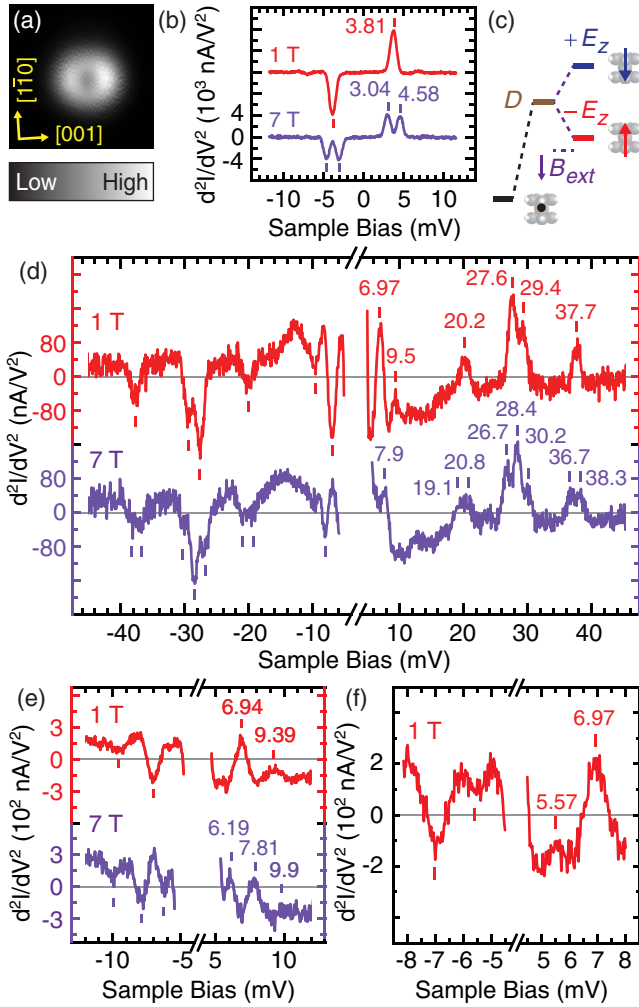 (a)
[11̄0]
[001]
Low High
(b)
d²I/dV² (10³ nA/V²)
1 T
3.81
7 T
3.04 4.58
4
0
-4
-10 -5 0 5 10
Sample Bias (mV)
(c)
D
+Ez
−Ez
Bext
(d)
d²I/dV² (nA/V²)
1 T
80
0
-80
6.97
9.5
20.2
27.6
29.4
37.7
d²I/dV² (nA/V²)
7 T
80
0
-80
7.9
19.1
20.8
26.7
28.4
30.2
36.7
38.3
-40 -30 -20 -10 10 20 30 40
Sample Bias (mV)
(e)
d²I/dV² (10² nA/V²)
1 T
3
0
-3
6.94
9.39
7 T
3
0
-3
6.19
7.81
9.9
-10 -5 5 10
Sample Bias (mV)
(f)
d²I/dV² (10² nA/V²)
1 T
2
0
-2
5.57
6.97
-8 -7 -6 -5 5 6 7 8
Sample Bias (mV)